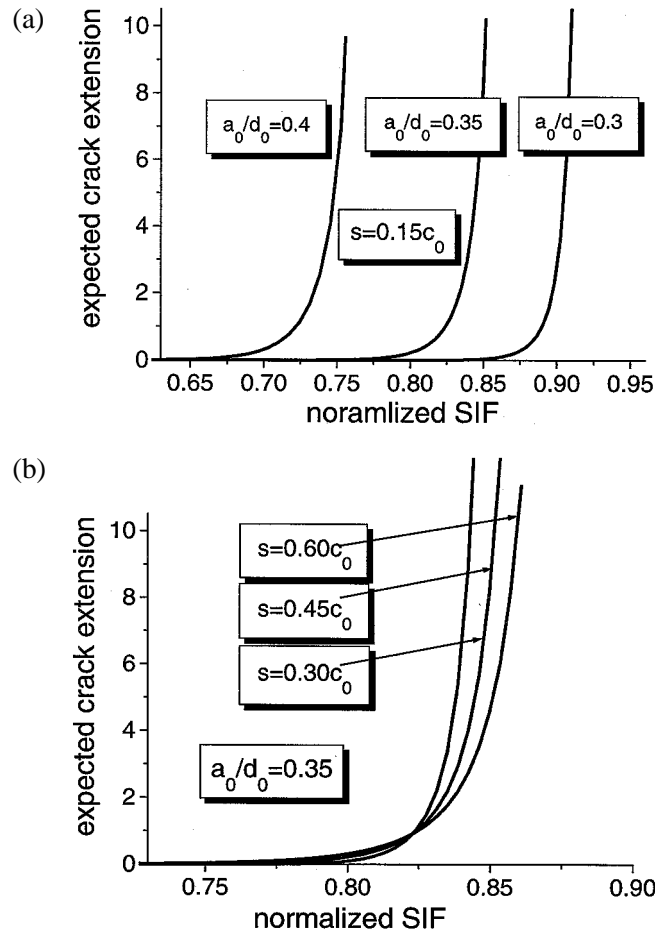 (a)
expected crack extension
10
8
6
4
2
0
a0/d0=0.4
a0/d0=0.35
a0/d0=0.3
s=0.15c0
0.65 0.70 0.75 0.80 0.85 0.90 0.95
noramlized SIF
(b)
expected crack extension
10
8
6
4
2
0
s=0.60c0
s=0.45c0
s=0.30c0
a0/d0=0.35
0.75 0.80 0.85 0.90
normalized SIF